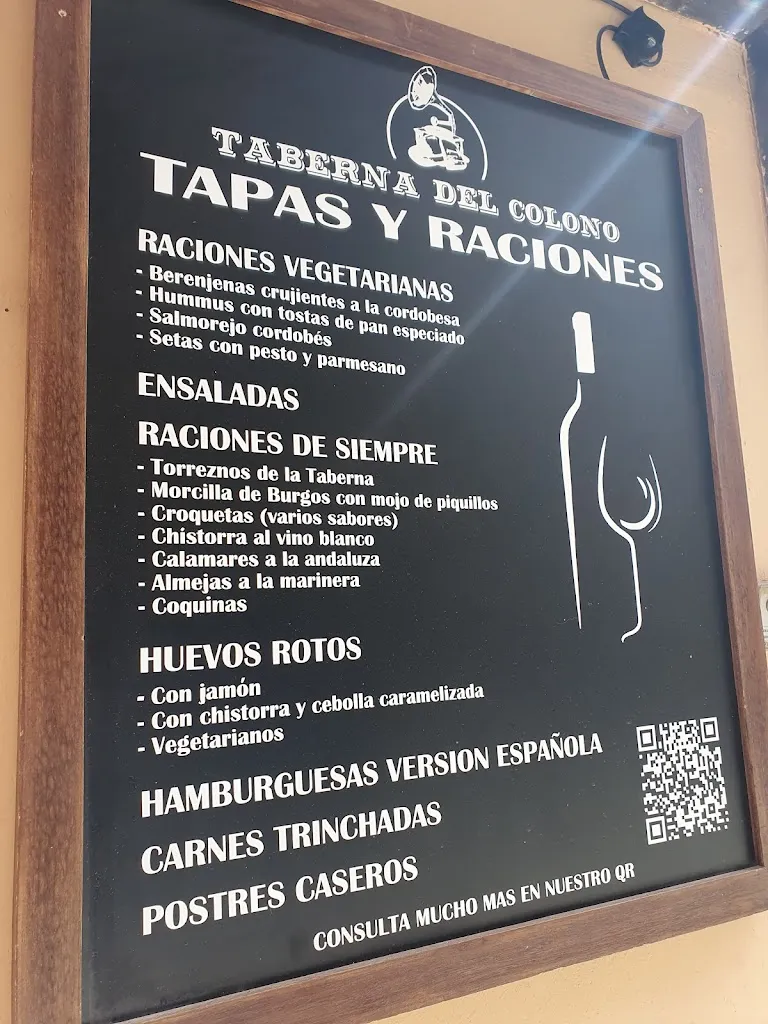 TABERNA DEL COLONO
TAPAS Y RACIONES
RACIONES VEGETARIANAS
- Berenjenas crujientes a la cordobesa
- Hummus con tostas de pan especiado
- Salmorejo cordobés
- Setas con pesto y parmesano
ENSALADAS
RACIONES DE SIEMPRE
- Torreznos de la Taberna
- Morcilla de Burgos con mojo de piquillos
- Croquetas (varios sabores)
- Chistorra al vino blanco
- Calamares a la andaluza
- Almejas a la marinera
- Coquinas
HUEVOS ROTOS
- Con jamón
- Con chistorra y cebolla caramelizada
- Vegetarianos
HAMBURGUESAS VERSION ESPAÑOLA
CARNES TRINCHADAS
POSTRES CASEROS
CONSULTA MUCHO MAS EN NUESTRO QR